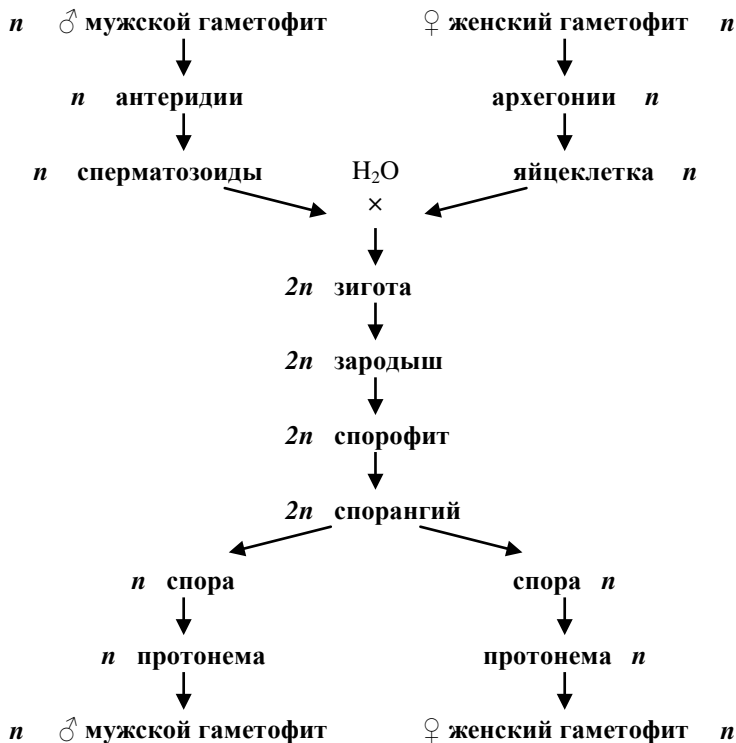 n ♂ мужской гаметофит ♀ женский гаметофит n
n антеридии архегонии n
n сперматозоиды H₂O яйцеклетка n
×
2n зигота
2n зародыш
2n спорофит
2n спорангий
n спора спора n
n протонема протонема n
n ♂ мужской гаметофит ♀ женский гаметофит n